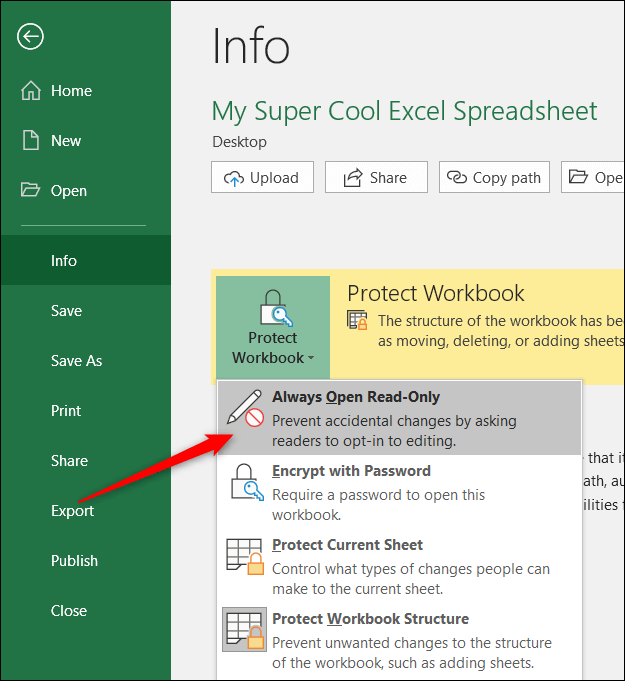 Info
My Super Cool Excel Spreadsheet
Desktop
Upload
Share
Copy path
Home
New
Open
Info
Save
Save As
Print
Share
Export
Publish
Close
Protect
Workbook
Protect Workbook
The structure of the workbook has
as moving, deleting, or adding sheets
Always Open Read-Only
Prevent accidental changes by asking
readers to opt-in to editing.
Encrypt with Password
Require a password to open this
workbook.
Protect Current Sheet
Control what types of changes people can
make to the current sheet.
Protect Workbook Structure
Prevent unwanted changes to the structure
of the workbook, such as adding sheets.
that it